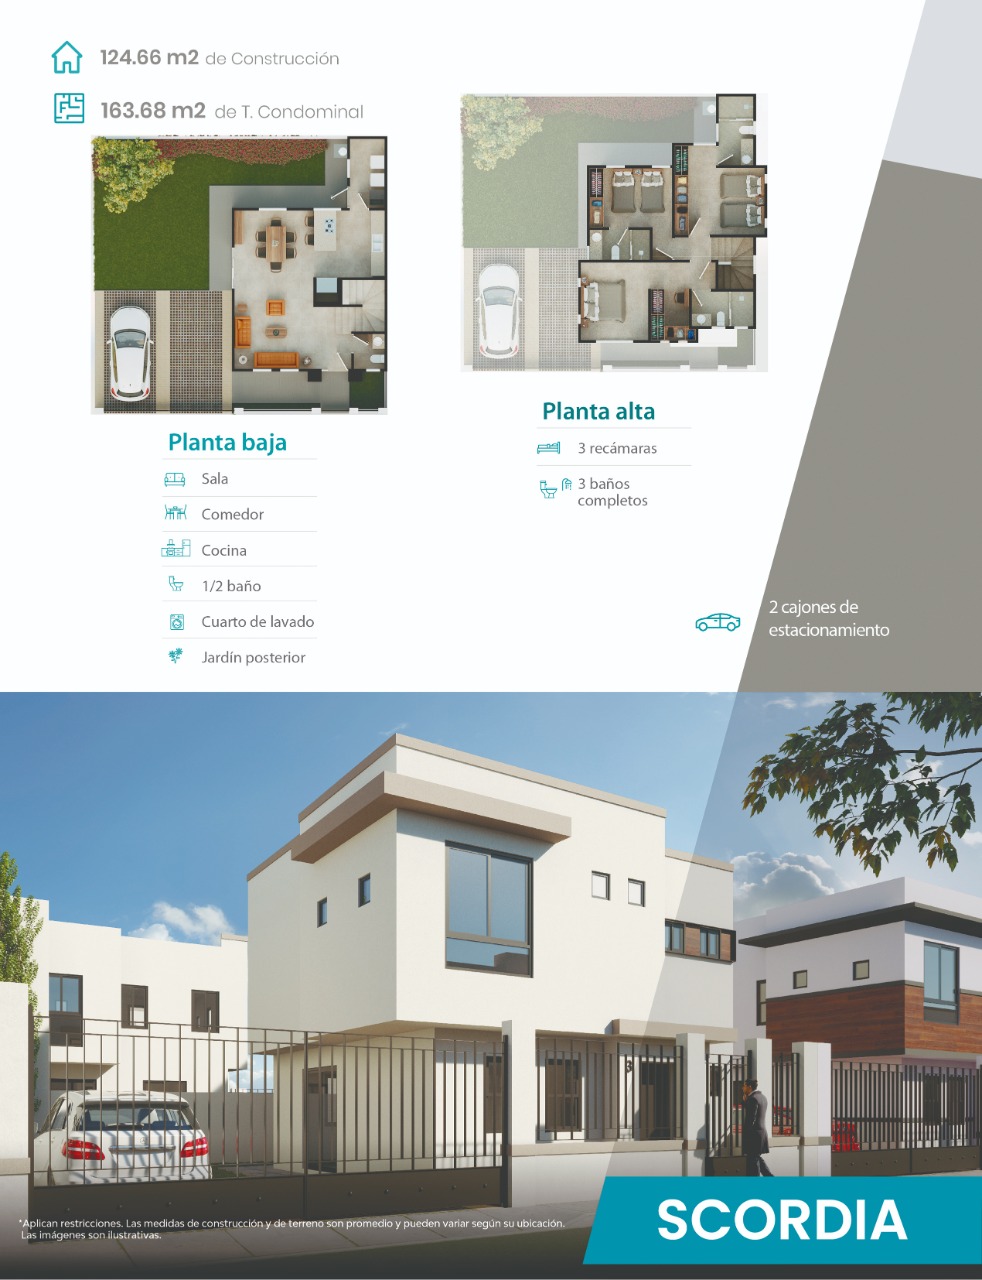 124.66 m2 de Construcción
163.68 m2 de T. Condominal
Planta baja
Sala
Comedor
Cocina
1/2 baño
Cuarto de lavado
Jardín posterior
Planta alta
3 recámaras
3 baños
completos
2 cajones de
estacionamiento
3
*Aplican restricciones. Las medidas de construcción y de terreno son promedio y pueden variar según su ubicación.
Las imágenes son ilustrativas.
SCORDIA